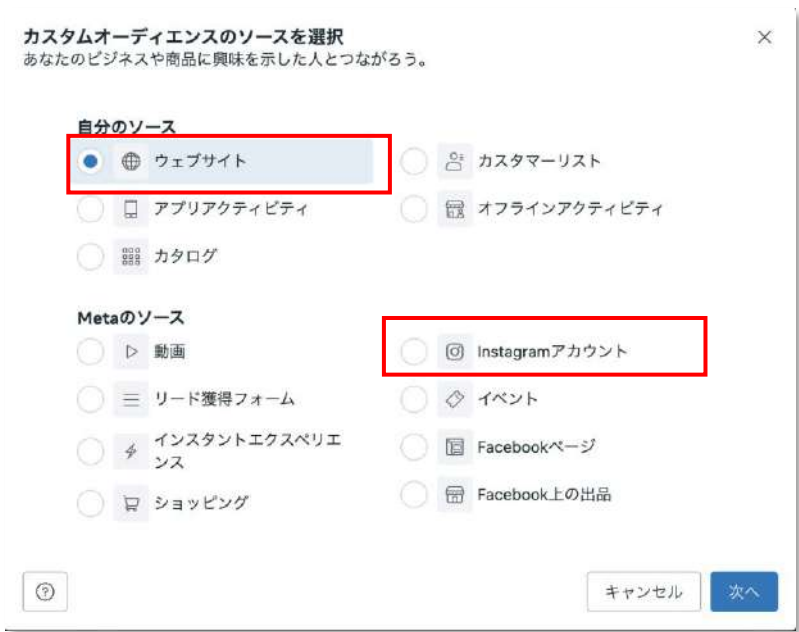 カスタムオーディエンスのソースを選択
あなたのビジネスや商品に興味を示した人とつながろう。
自分のソース
ウェブサイト
カスタマーリスト
アプリアクティビティ
オフラインアクティビティ
カタログ
Metaのソース
動画
Instagramアカウント
リード獲得フォーム
イベント
インスタントエクスペリエ
ンス
Facebookページ
ショッピング
Facebook上の出品
キャンセル
次へ